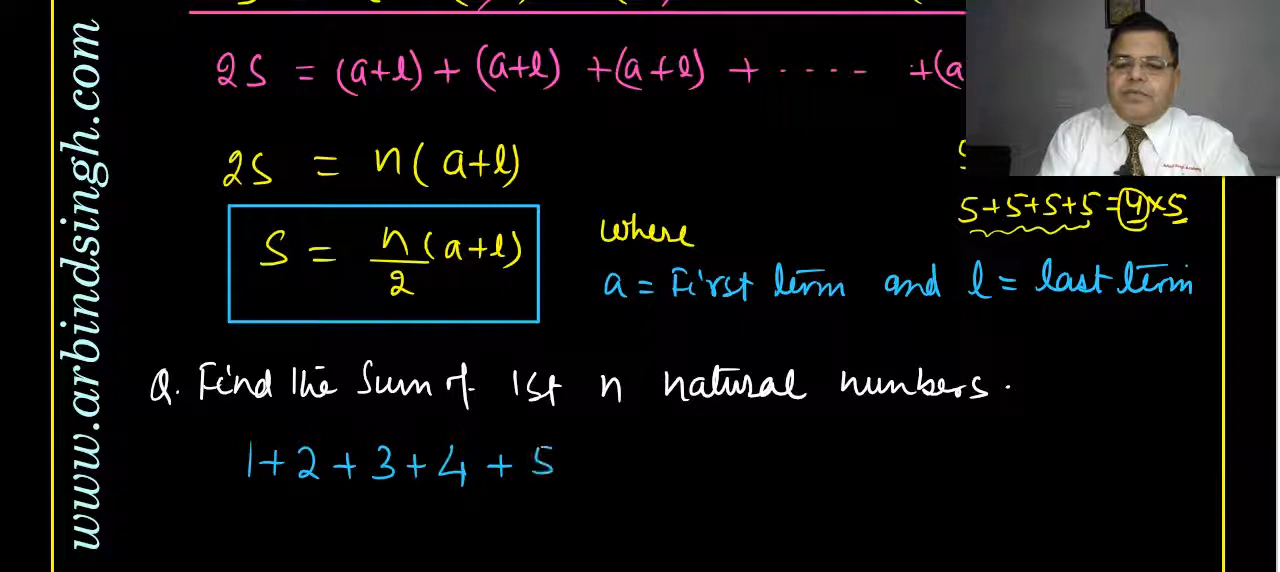 2S = (a+l) + (a+l) + (a+l) + ..... + (a
2S = n(a+l)
5+5+5+5=4×5
S = n/2 (a+l)
where
a = First term and l = last term
Q. Find the Sum of 1st n natural numbers.
1+2+3+4+5
www.arbindsingh.com